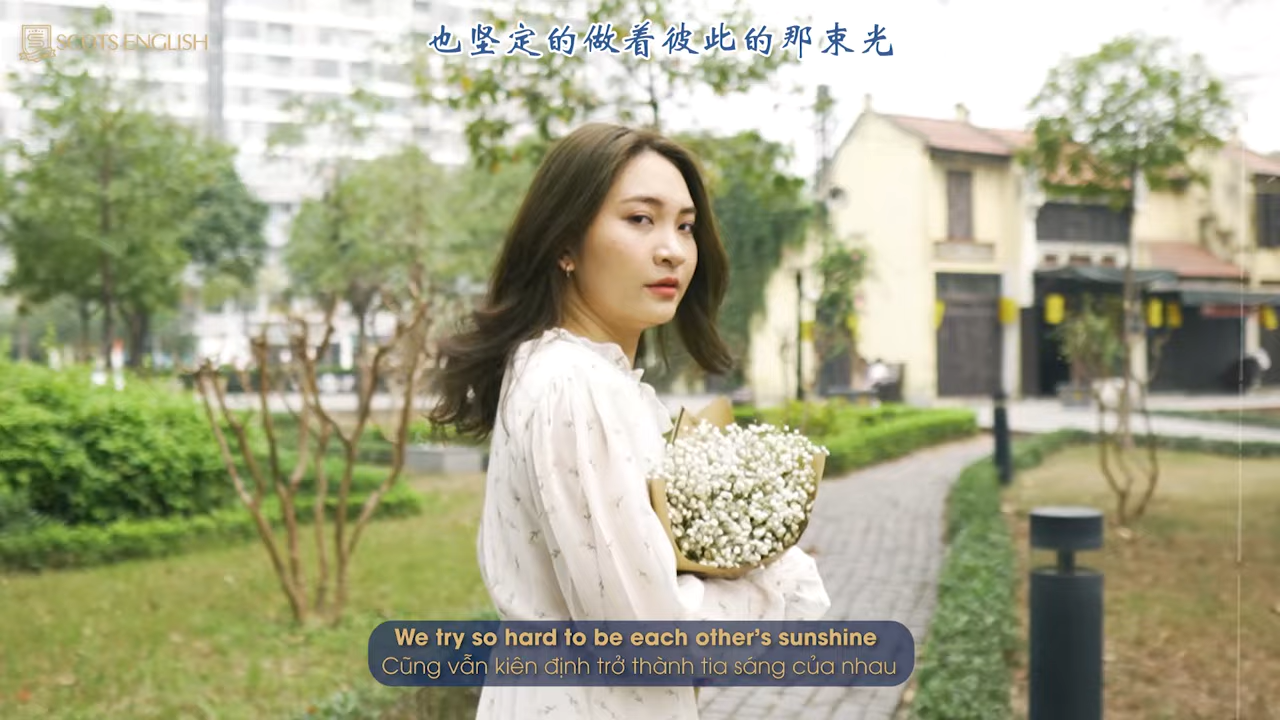 SCOTS ENGLISH
也坚定的做着彼此的那束光
We try so hard to be each other's sunshine
Cũng vẫn kiên định trở thành tia sáng của nhau